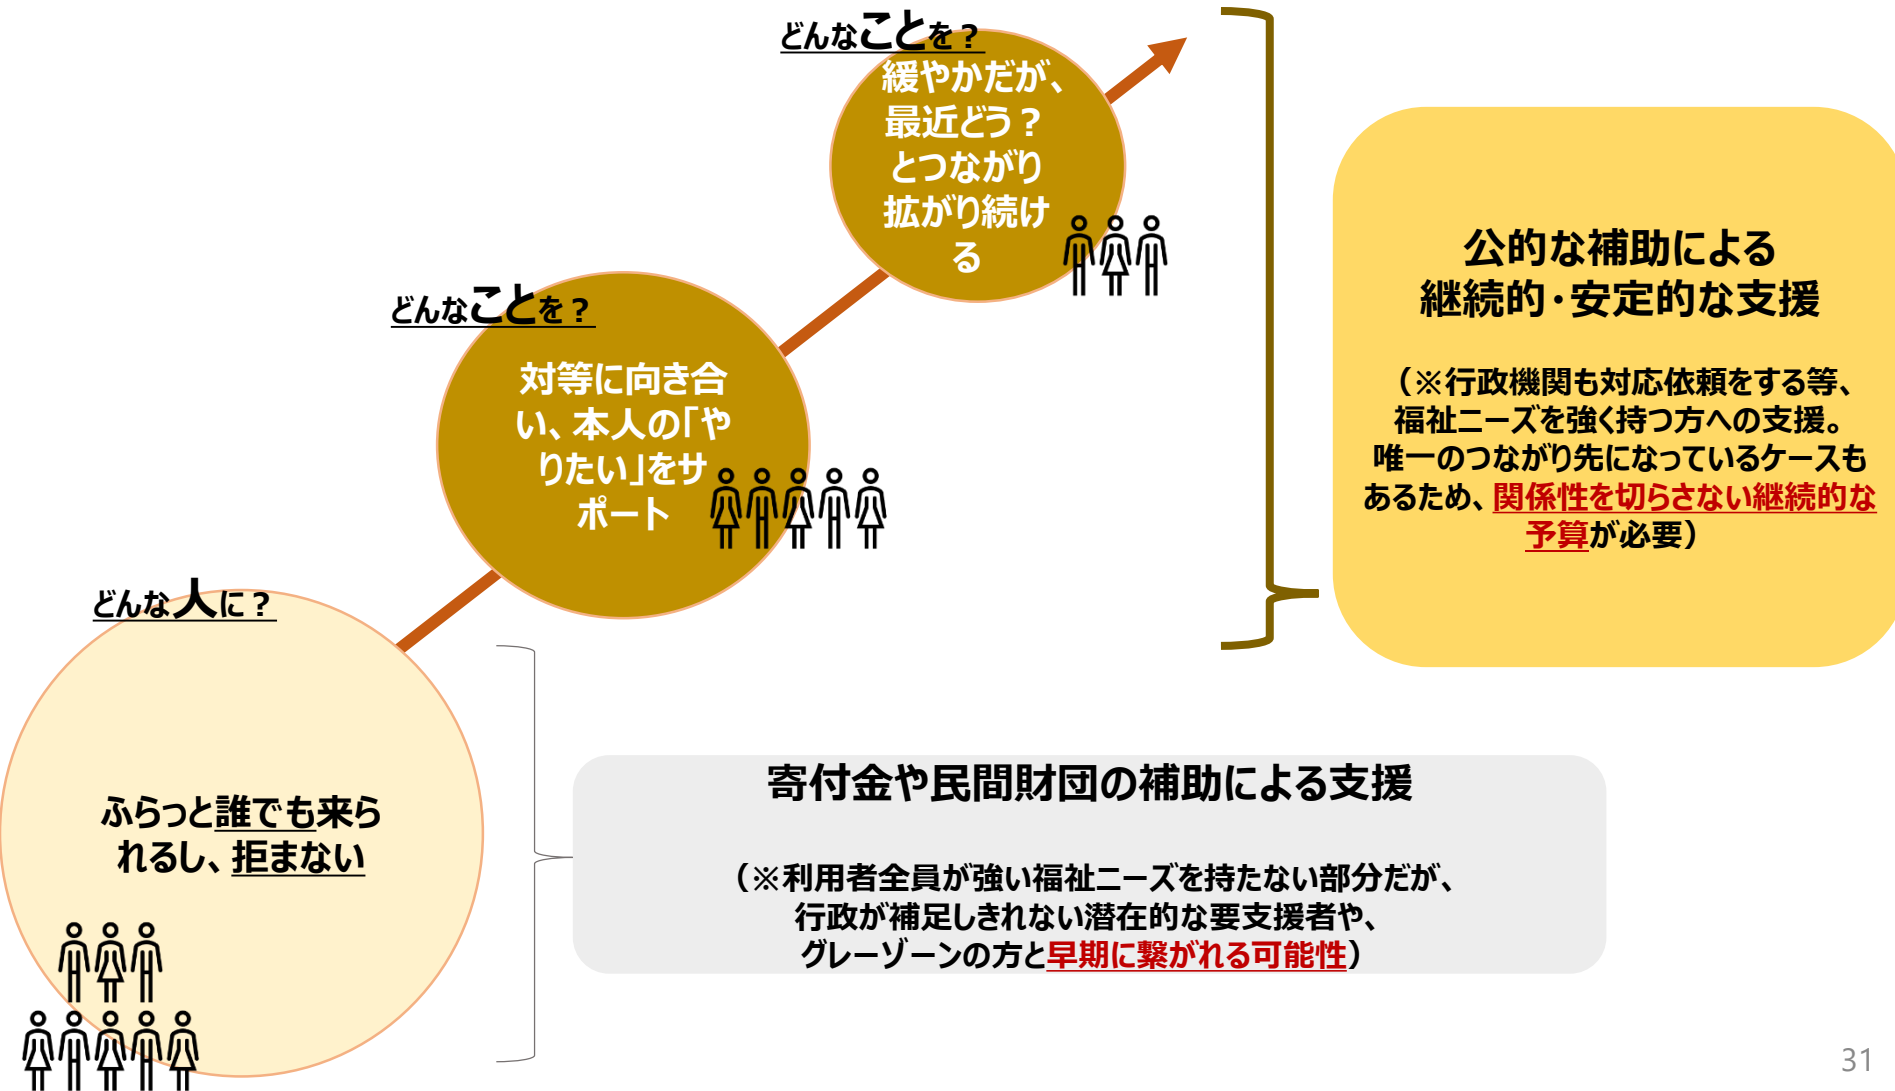 どんなことを？
緩やかだが、
最近どう？
とつながり
拡がり続け
る
どんなことを？
対等に向き合
い、本人の｢や
りたい｣をサ
ポート
どんな人に？
ふらっと誰でも来ら
れるし、拒まない
公的な補助による
継続的･安定的な支援
（※行政機関も対応依頼をする等、
福祉ニーズを強く持つ方への支援。
唯一のつながり先になっているケースも
あるため、関係性を切らさない継続的な
予算が必要）
寄付金や民間財団の補助による支援
（※利用者全員が強い福祉ニーズを持たない部分だが、
行政が補足しきれない潜在的な要支援者や、
グレーゾーンの方と早期に繋がれる可能性）
31